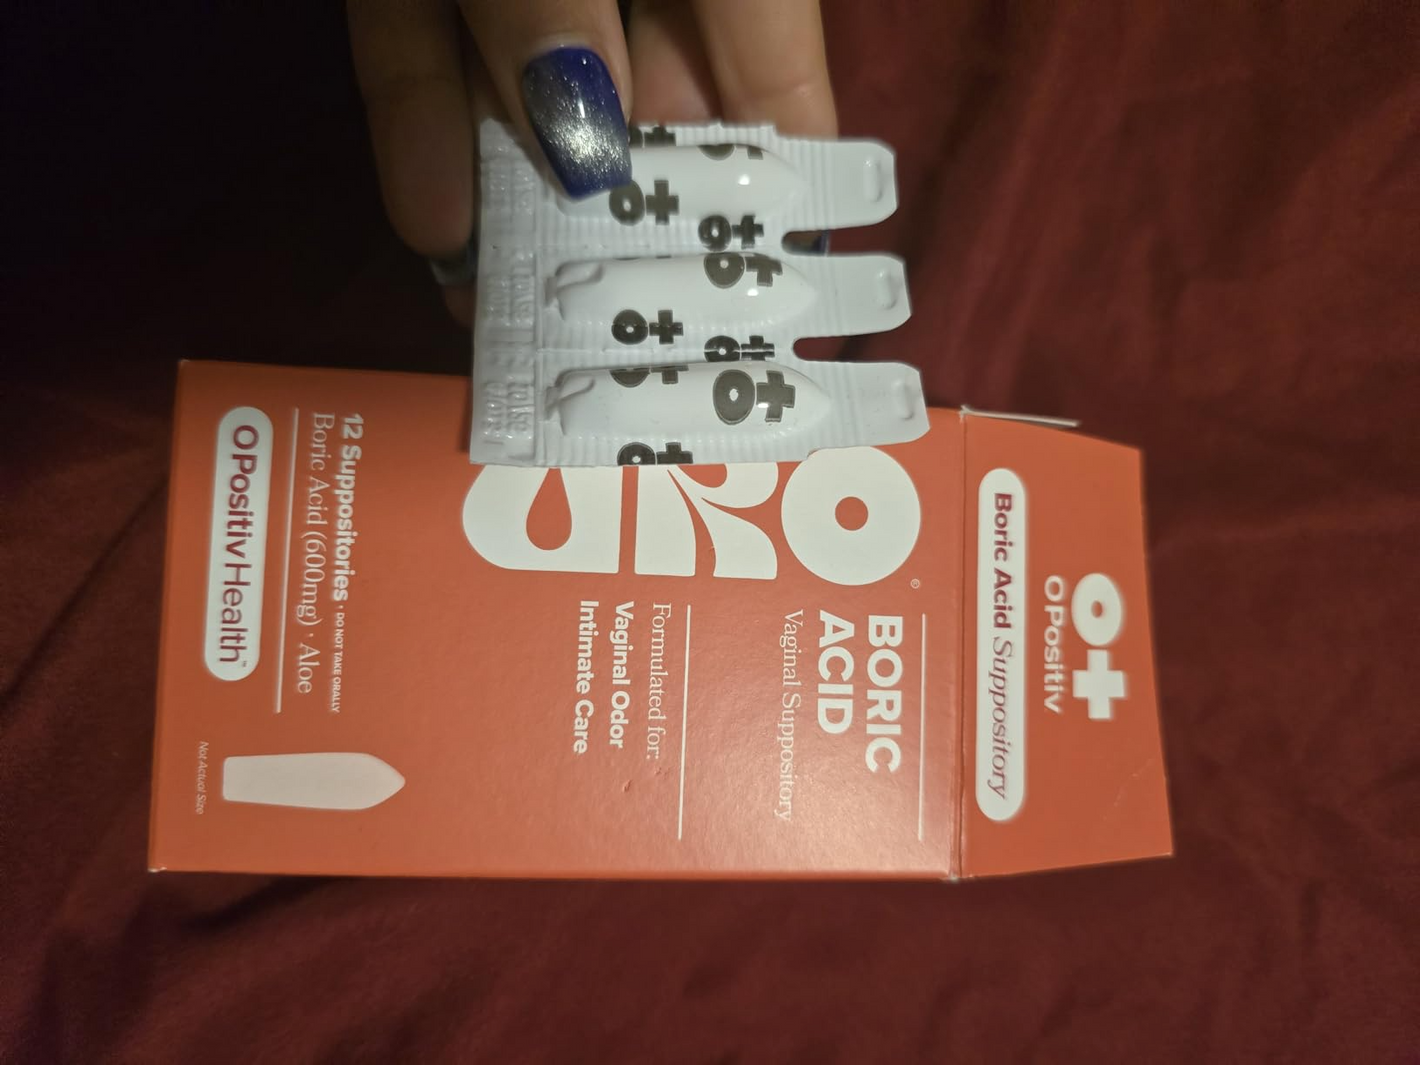 OPositiv
Boric Acid Suppository
URO®
BORIC
ACID
Vaginal Suppository
Formulated for:
Vaginal Odor
Intimate Care
12 Suppositories · DO NOT TAKE ORALLY
Boric Acid (600mg) · Aloe
OPositivHealth™
Not Actual Size